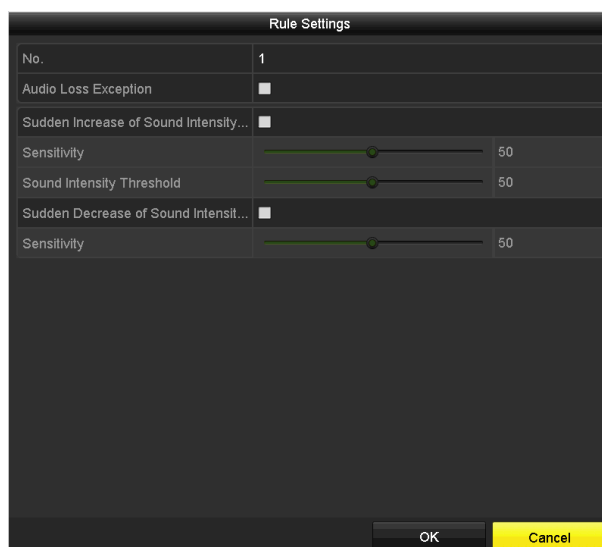 Rule Settings
No. 1
Audio Loss Exception
Sudden Increase of Sound Intensity...
Sensitivity 50
Sound Intensity Threshold 50
Sudden Decrease of Sound Intensit...
Sensitivity 50
OK Cancel